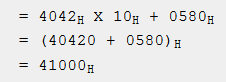 = 4042H X 10H + 0580H
= (40420 + 0580)H
= 41000H